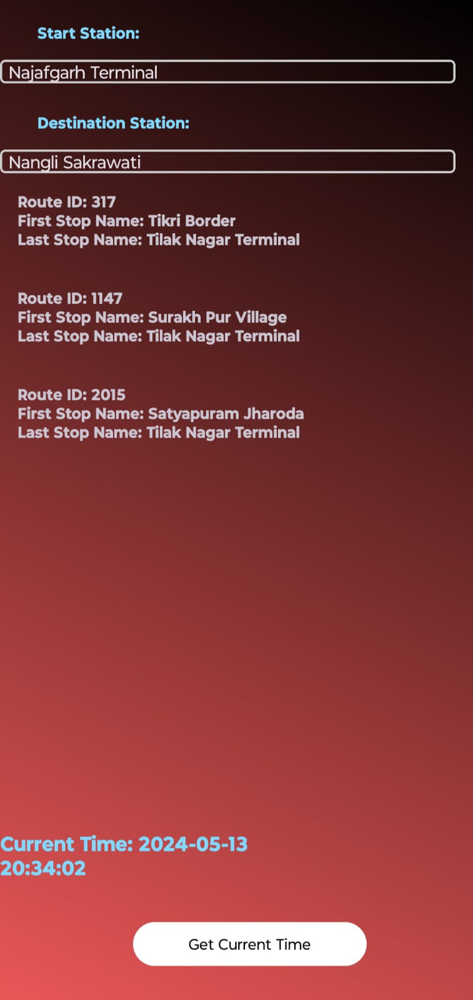 Start Station:
Najafgarh Terminal
Destination Station:
Nangli Sakrawati
Route ID: 317
First Stop Name: Tikri Border
Last Stop Name: Tilak Nagar Terminal
Route ID: 1147
First Stop Name: Surakh Pur Village
Last Stop Name: Tilak Nagar Terminal
Route ID: 2015
First Stop Name: Satyapuram Jharoda
Last Stop Name: Tilak Nagar Terminal
Current Time: 2024-05-13
20:34:02
Get Current Time